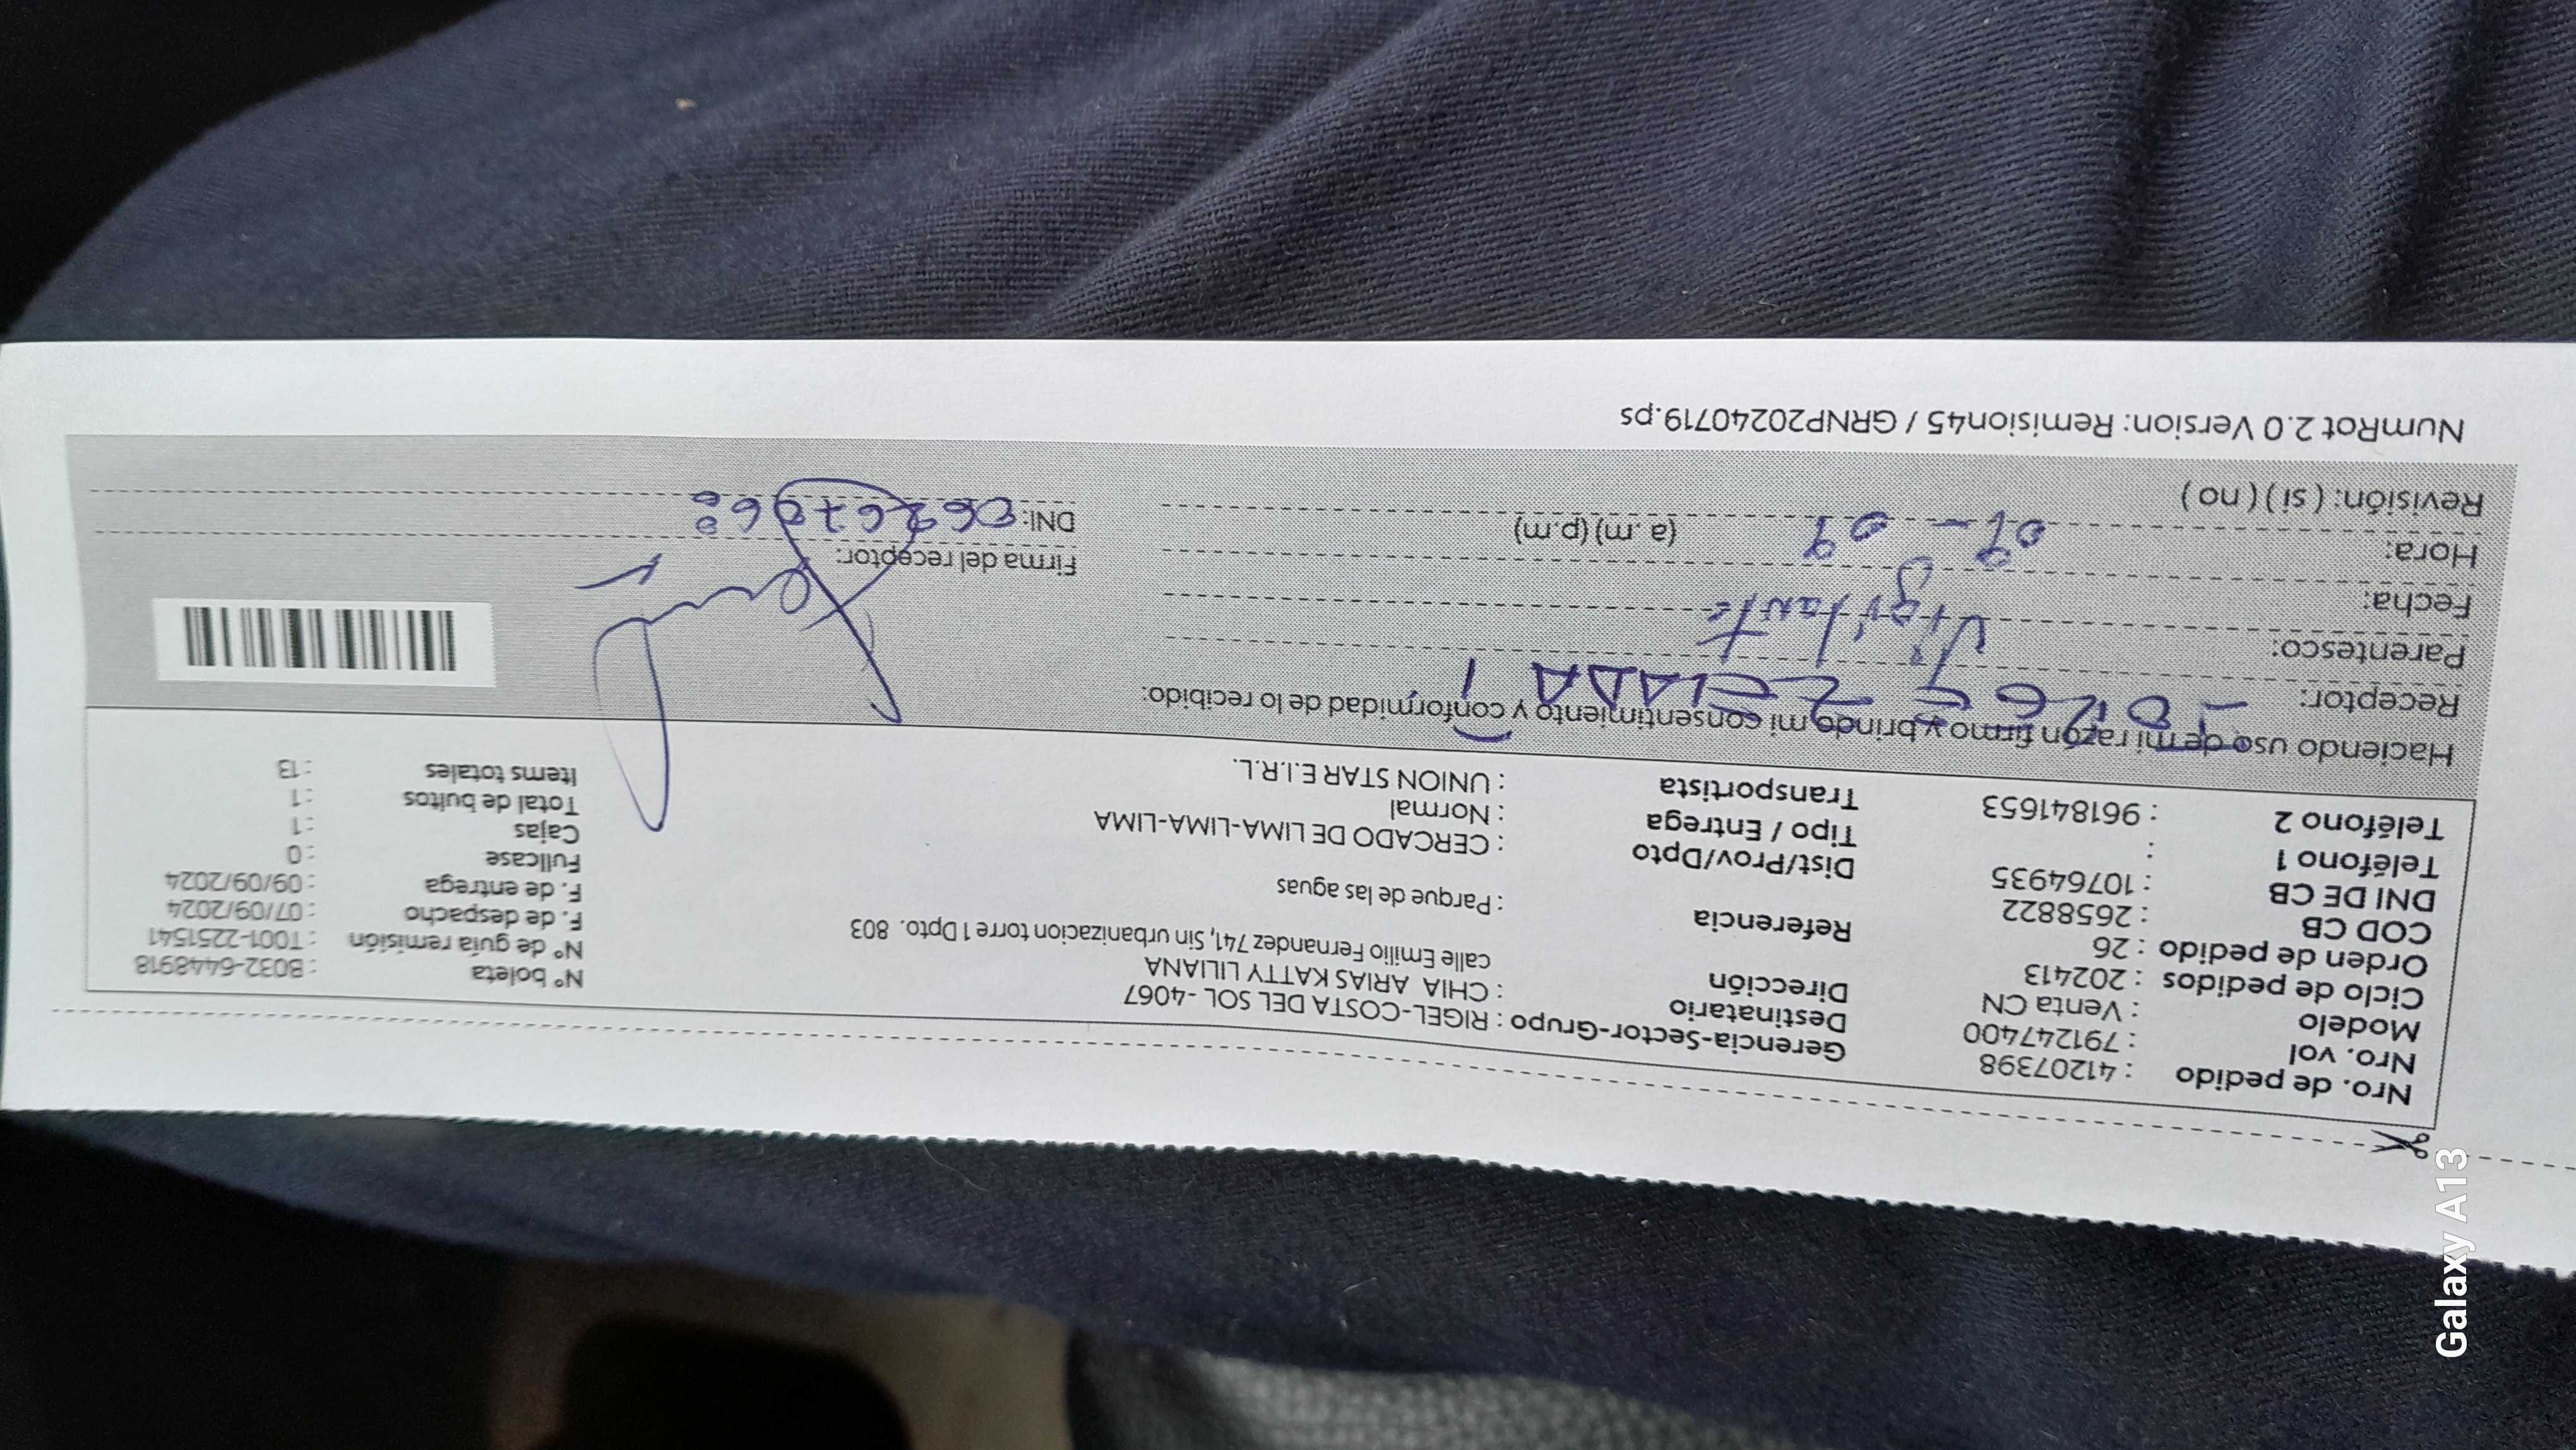 Nro. de pedido : 41207398
Nro. vol : 791247400
Modelo : Venta CN
Ciclo de pedidos : 202413
Orden de pedido : 26
COD CB : 2658822
DNI DE CB : 10764935
Teléfono 1 :
Teléfono 2 : 961841653
Gerencia-Sector-Grupo : RIGEL-COSTA DEL SOL -4067
Destinatario : CHIA ARIAS KATTY LILIANA
Dirección calle Emilio Fernandez 741, Sin urbanizacion torre 1 Dpto. 803
Referencia : Parque de las aguas
Dist/Prov/Dpto : CERCADO DE LIMA-LIMA-LIMA
Tipo / Entrega : Normal
Transportista : UNION STAR E.I.R.L.
N° boleta : B032-6448918
N° de guía remisión : T001-2251541
F. de despacho : 07/09/2024
F. de entrega : 09/09/2024
Fullcase : 0
Cajas : 1
Total de bultos : 1
Items totales : 13
Haciendo uso de mi razón firmo y brindo mi consentimiento y conformidad de lo recibido:
Receptor: JORGE ZELADA
Parentesco: Vigilante
Fecha: 07-09
Hora: (a .m) (p.m)
Revisión: ( si ) ( no )
Firma del receptor:
DNI:
NumRot 2.0 Version: Remision45 / GRNP20240719.ps
Galaxy A13